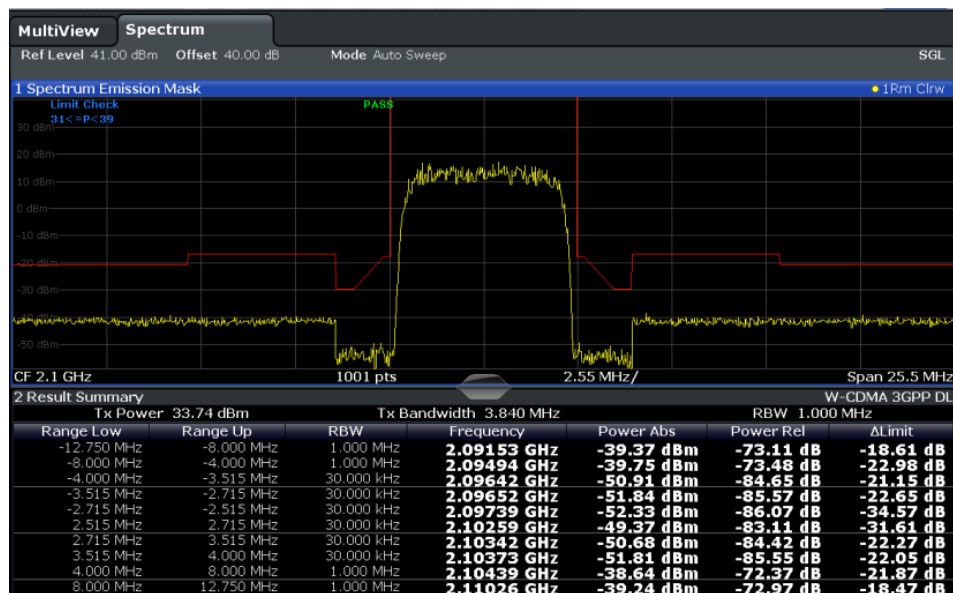 MultiView Spectrum
Ref Level 41.00 dBm Offset 40.00 dB Mode Auto Sweep SGL
1 Spectrum Emission Mask 1Rm Clrw
Limit Check PASS
31<=P<39
30 dBm
20 dBm
10 dBm
0 dBm
-10 dBm
-20 dBm
-30 dBm
-40 dBm
-50 dBm
CF 2.1 GHz 1001 pts 2.55 MHz/ Span 25.5 MHz
2 Result Summary W-CDMA 3GPP DL
Tx Power 33.74 dBm Tx Bandwidth 3.840 MHz RBW 1.000 MHz
Range Low Range Up RBW Frequency Power Abs Power Rel ΔLimit
-12.750 MHz -8.000 MHz 1.000 MHz 2.09153 GHz -39.37 dBm -73.11 dB -18.61 dB
-8.000 MHz -4.000 MHz 1.000 MHz 2.09494 GHz -39.75 dBm -73.48 dB -22.98 dB
-4.000 MHz -3.515 MHz 30.000 kHz 2.09642 GHz -50.91 dBm -84.65 dB -21.15 dB
-3.515 MHz -2.715 MHz 30.000 kHz 2.09652 GHz -51.84 dBm -85.57 dB -22.65 dB
-2.715 MHz -2.515 MHz 30.000 kHz 2.09739 GHz -52.33 dBm -86.07 dB -34.57 dB
2.515 MHz 2.715 MHz 30.000 kHz 2.10259 GHz -49.37 dBm -83.11 dB -31.61 dB
2.715 MHz 3.515 MHz 30.000 kHz 2.10342 GHz -50.68 dBm -84.42 dB -22.27 dB
3.515 MHz 4.000 MHz 30.000 kHz 2.10373 GHz -51.81 dBm -85.55 dB -22.05 dB
4.000 MHz 8.000 MHz 1.000 MHz 2.10439 GHz -38.64 dBm -72.37 dB -21.87 dB
8.000 MHz 12.750 MHz 1.000 MHz 2.11026 GHz -39.24 dBm -72.97 dB -18.47 dB